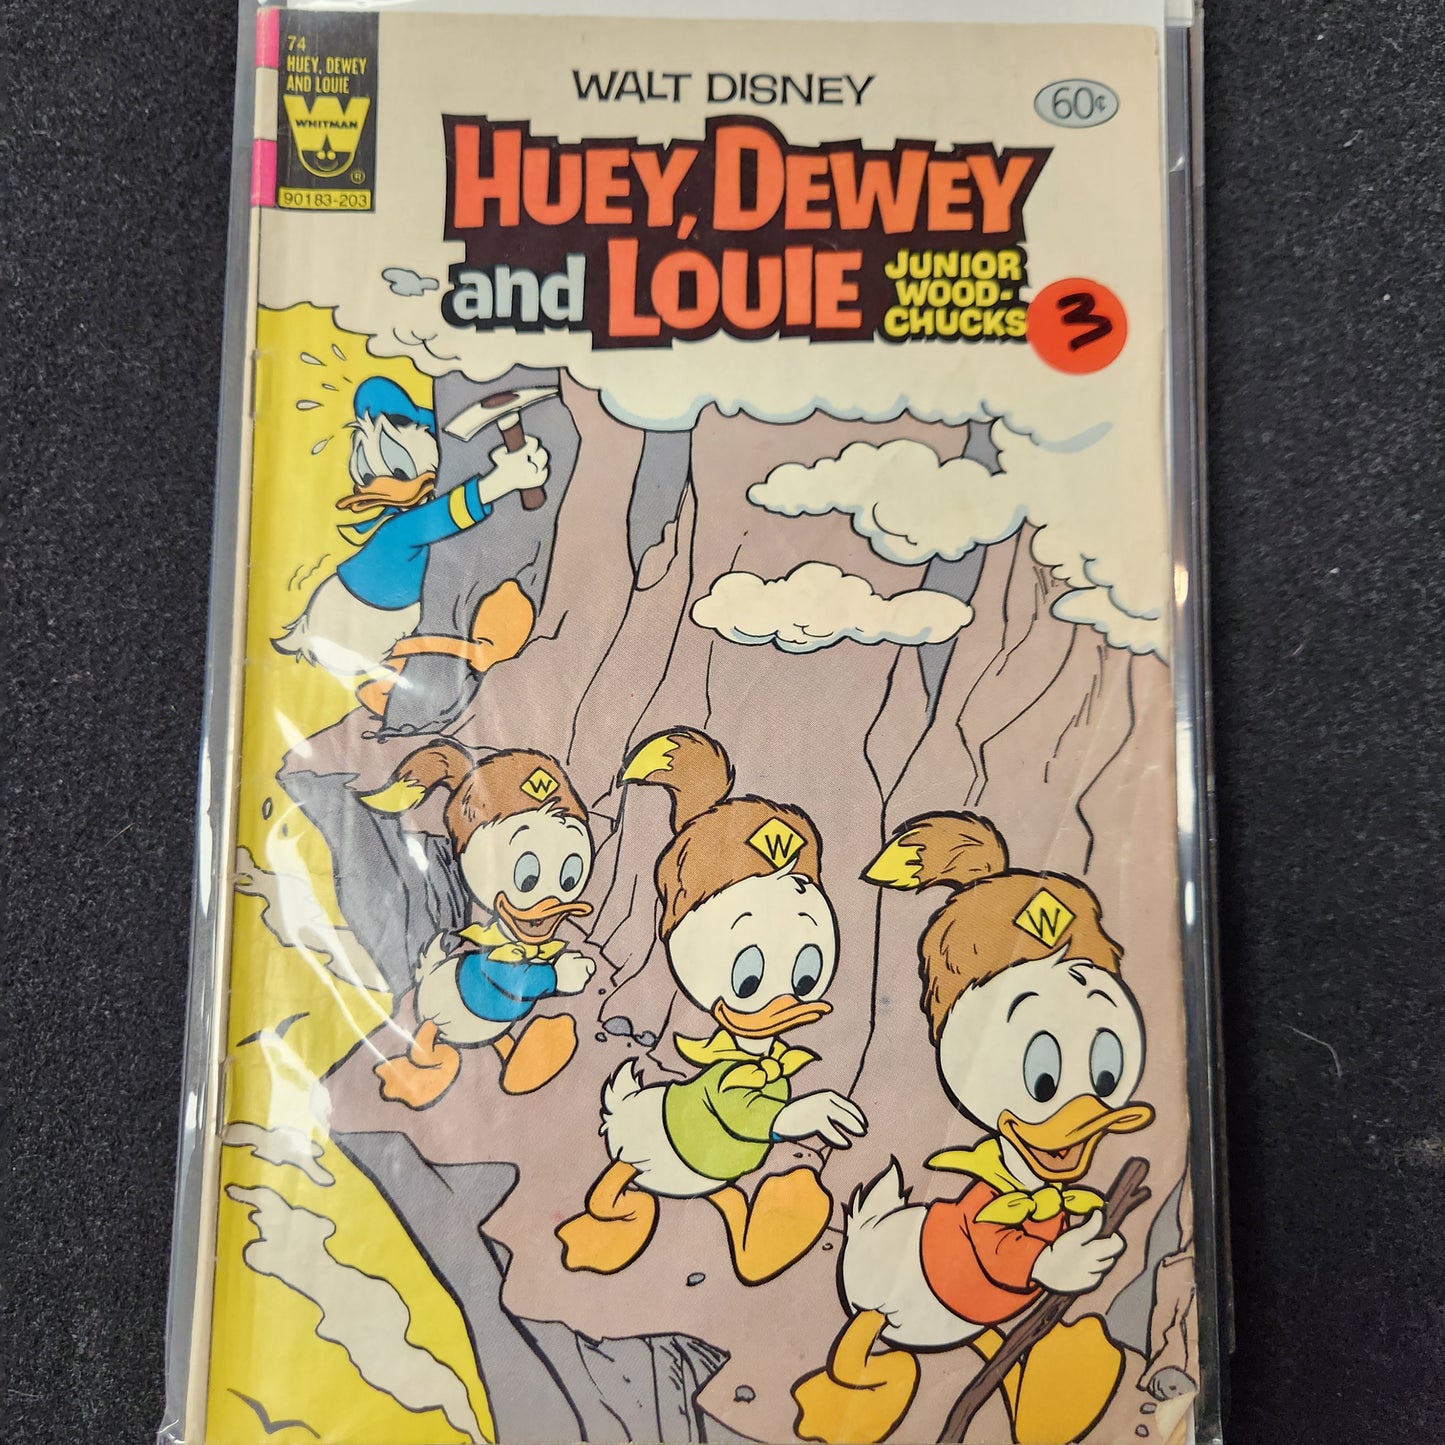 74
HUEY, DEWEY
AND LOUIE
W
WHITMAN
®
90183-203
WALT DISNEY
60¢
HUEY, DEWEY
and LOUIE
JUNIOR
WOOD-
CHUCKS
3
W
W
W